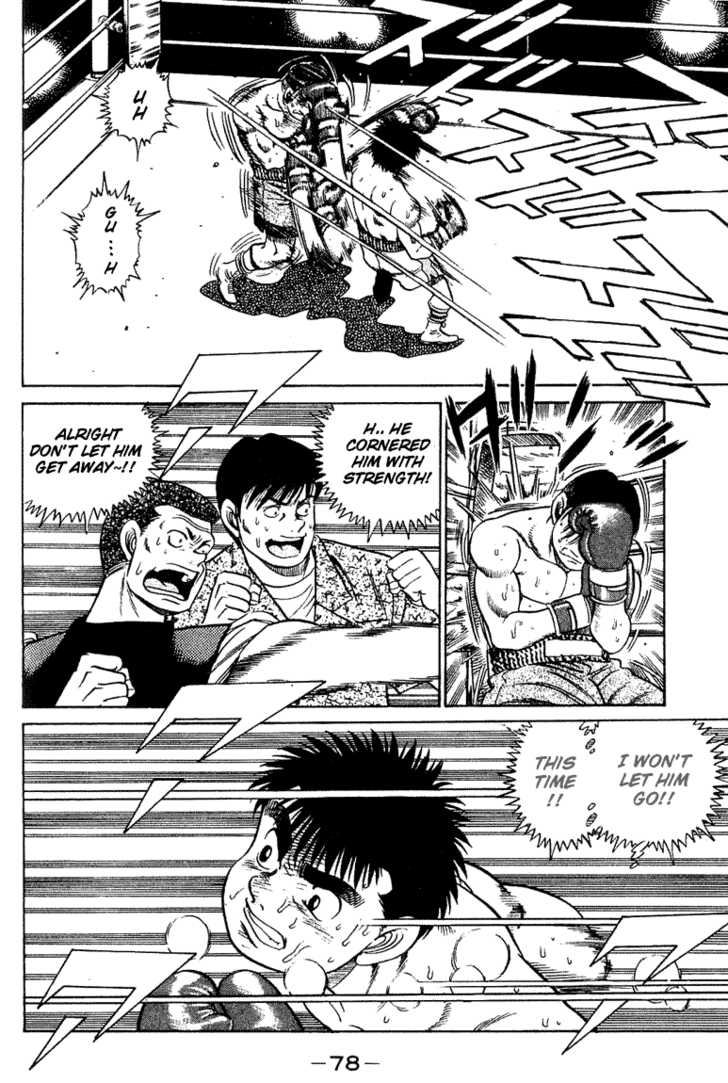 U
H
GU...H
H.. HE
CORNERED
HIM WITH
STRENGTH!
ALRIGHT
DON'T LET HIM
GET AWAY~!!
I WON'T
LET HIM
GO!!
THIS
TIME
!!
—78—